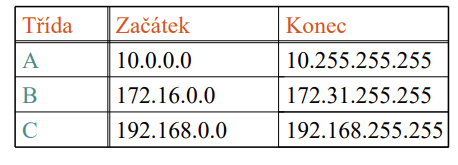 Třída Začátek Konec
A 10.0.0.0 10.255.255.255
B 172.16.0.0 172.31.255.255
C 192.168.0.0 192.168.255.255